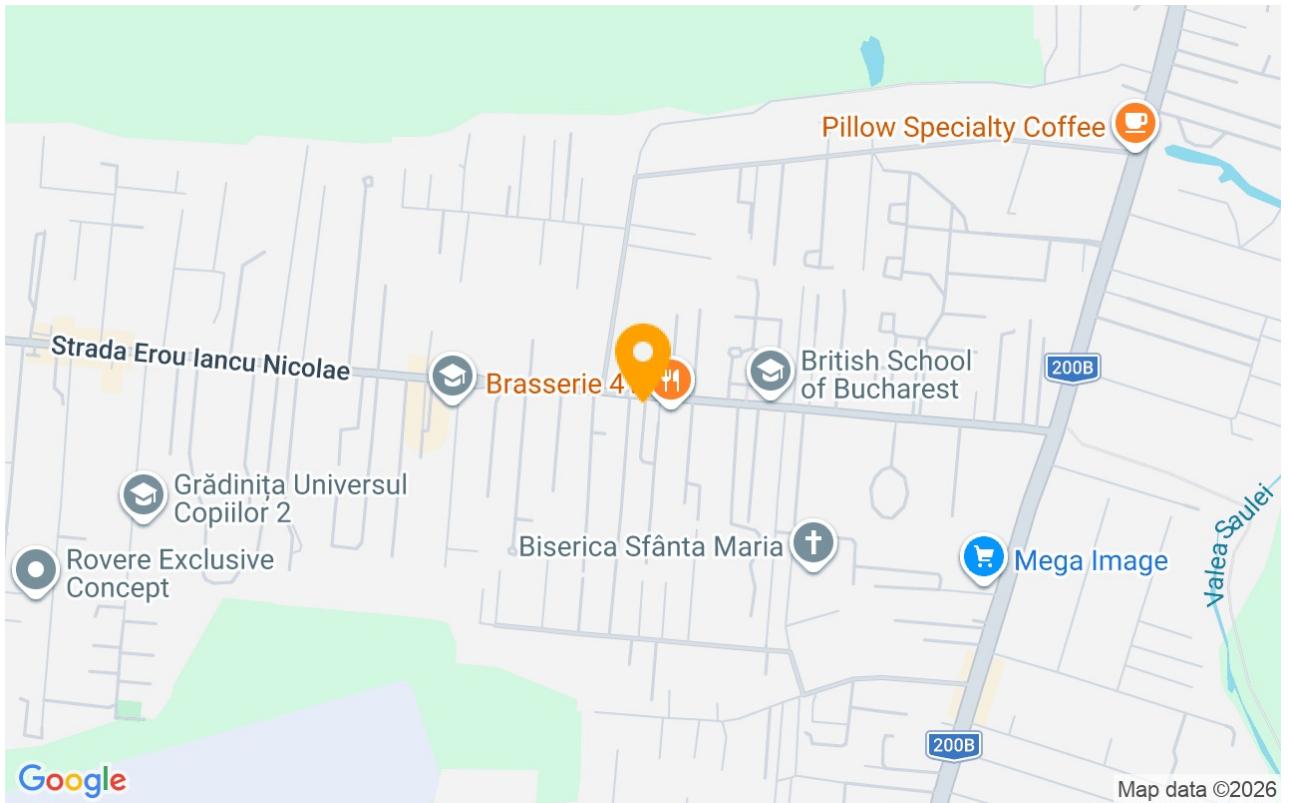 Pillow Specialty Coffee
Strada Erou Iancu Nicolae
Brasserie 4
British School
of Bucharest
200B
Grădinița Universul
Copiilor 2
Rovere Exclusive
Concept
Biserica Sfânta Maria
Mega Image
Valea Saulei
200B
Google
Map data ©2026